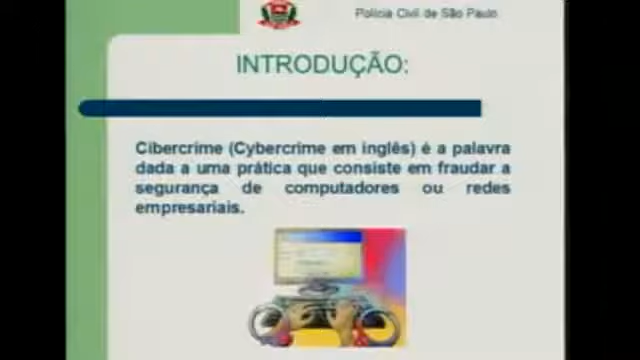 Polícia Civil de São Paulo
INTRODUÇÃO:
Cibercrime (Cybercrime em inglês) é a palavra
dada a uma prática que consiste em fraudar a
segurança de computadores ou redes
empresariais.